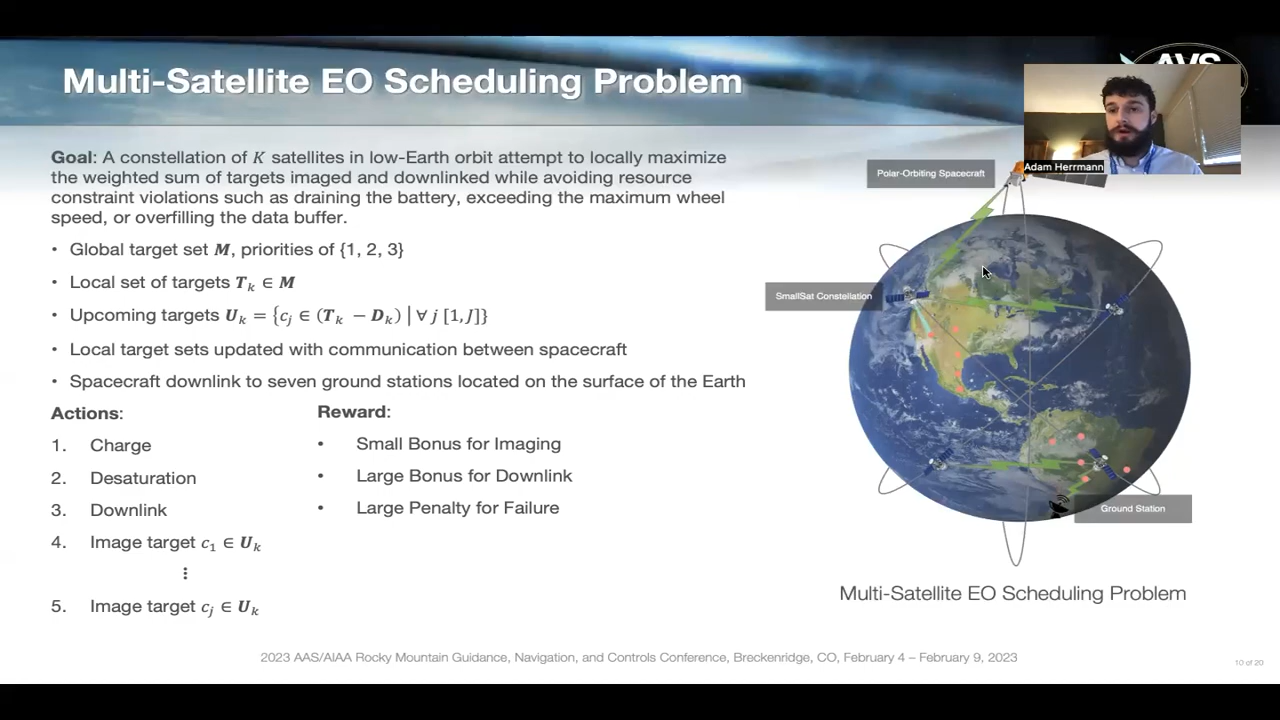 Multi-Satellite EO Scheduling Problem
AVS
Adam Herrmann
Goal: A constellation of K satellites in low-Earth orbit attempt to locally maximize
the weighted sum of targets imaged and downlinked while avoiding resource
constraint violations such as draining the battery, exceeding the maximum wheel
speed, or overfilling the data buffer.
• Global target set M, priorities of {1, 2, 3}
• Local set of targets T_k ∈ M
• Upcoming targets U_k = {c_j ∈ (T_k − D_k) | ∀ j [1, J]}
• Local target sets updated with communication between spacecraft
• Spacecraft downlink to seven ground stations located on the surface of the Earth
Actions:
1. Charge
2. Desaturation
3. Downlink
4. Image target c_1 ∈ U_k
⋮
5. Image target c_j ∈ U_k
Reward:
• Small Bonus for Imaging
• Large Bonus for Downlink
• Large Penalty for Failure
Polar-Orbiting Spacecraft
SmallSat Constellation
Ground Station
Multi-Satellite EO Scheduling Problem
2023 AAS/AIAA Rocky Mountain Guidance, Navigation, and Controls Conference, Breckenridge, CO, February 4 – February 9, 2023
10 of 20